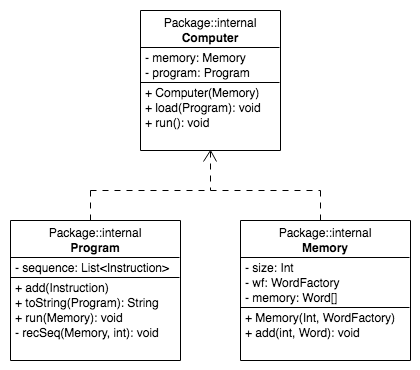 Package::internal
Computer
- memory: Memory
- program: Program
+ Computer(Memory)
+ load(Program): void
+ run(): void
Package::internal
Program
- sequence: List<Instruction>
+ add(Instruction)
+ toString(Program): String
+ run(Memory): void
- recSeq(Memory, int): void
Package::internal
Memory
- size: Int
- wf: WordFactory
- memory: Word[]
+ Memory(Int, WordFactory)
+ add(int, Word): void